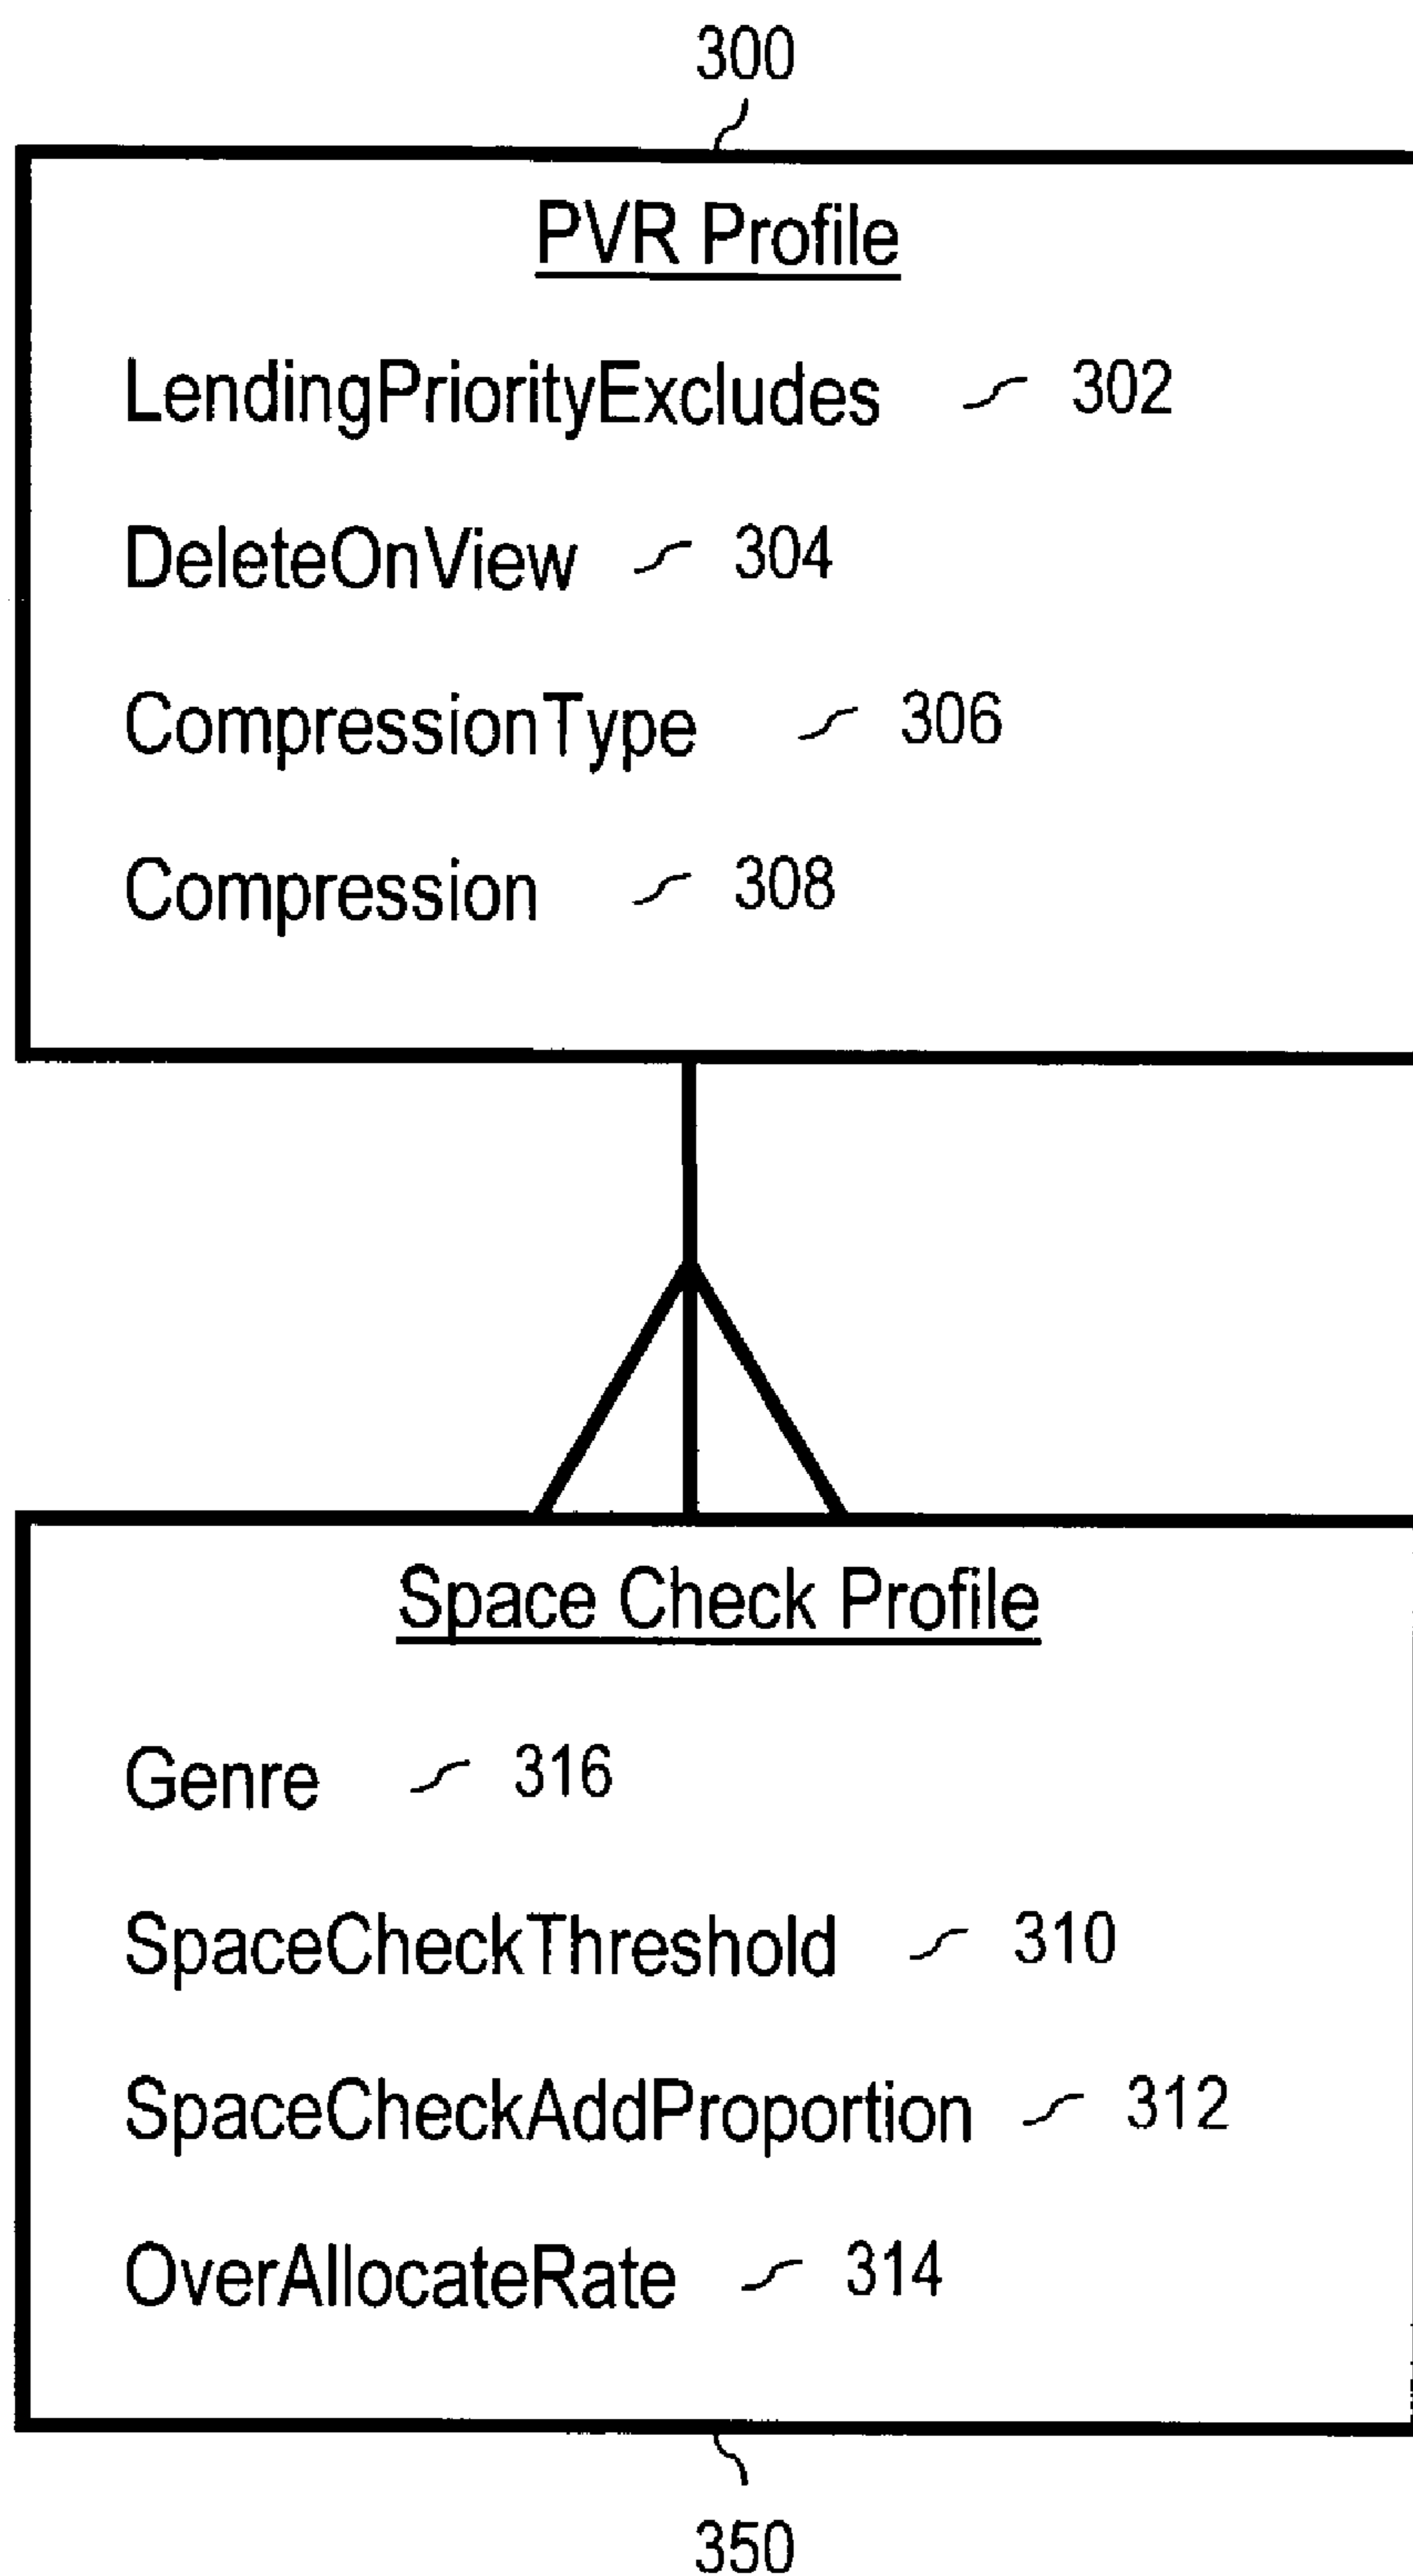 300
PVR Profile
LendingPriorityExcludes 302
DeleteOnView 304
CompressionType 306
Compression 308
Space Check Profile
Genre 316
SpaceCheckThreshold 310
SpaceCheckAddProportion 312
OverAllocateRate 314
350